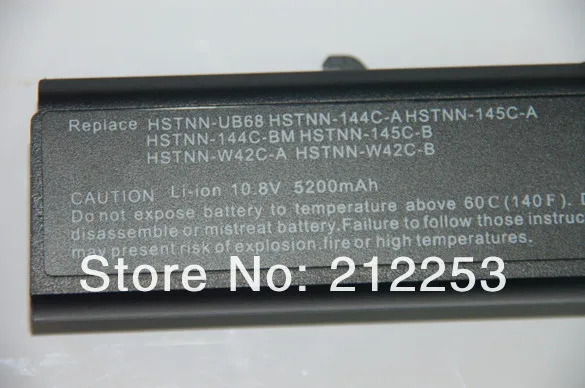 Replace HSTNN-UB68 HSTNN-144C-A HSTNN-145C-A
HSTNN-144C-BM HSTNN-145C-B
HSTNN-W42C-A HSTNN-W42C-B
CAUTION Li-ion 10.8V 5200mAh
Do not expose battery to temperature above 60C(140F). D
disassemble or mistreat battery.Failure to follow those instruc
may present risk of explosion.fire or high temperatures.
Store No.: 212253